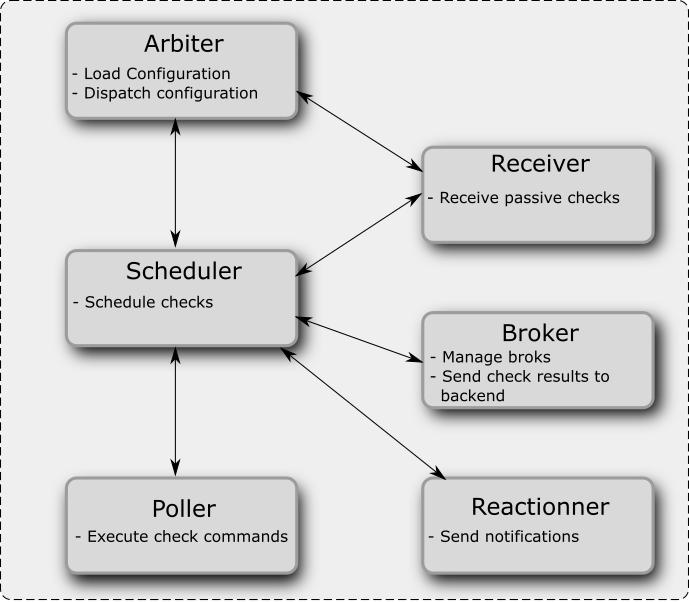 Arbiter
- Load Configuration
- Dispatch configuration
Receiver
- Receive passive checks
Scheduler
- Schedule checks
Broker
- Manage broks
- Send check results to
backend
Poller
- Execute check commands
Reactionner
- Send notifications